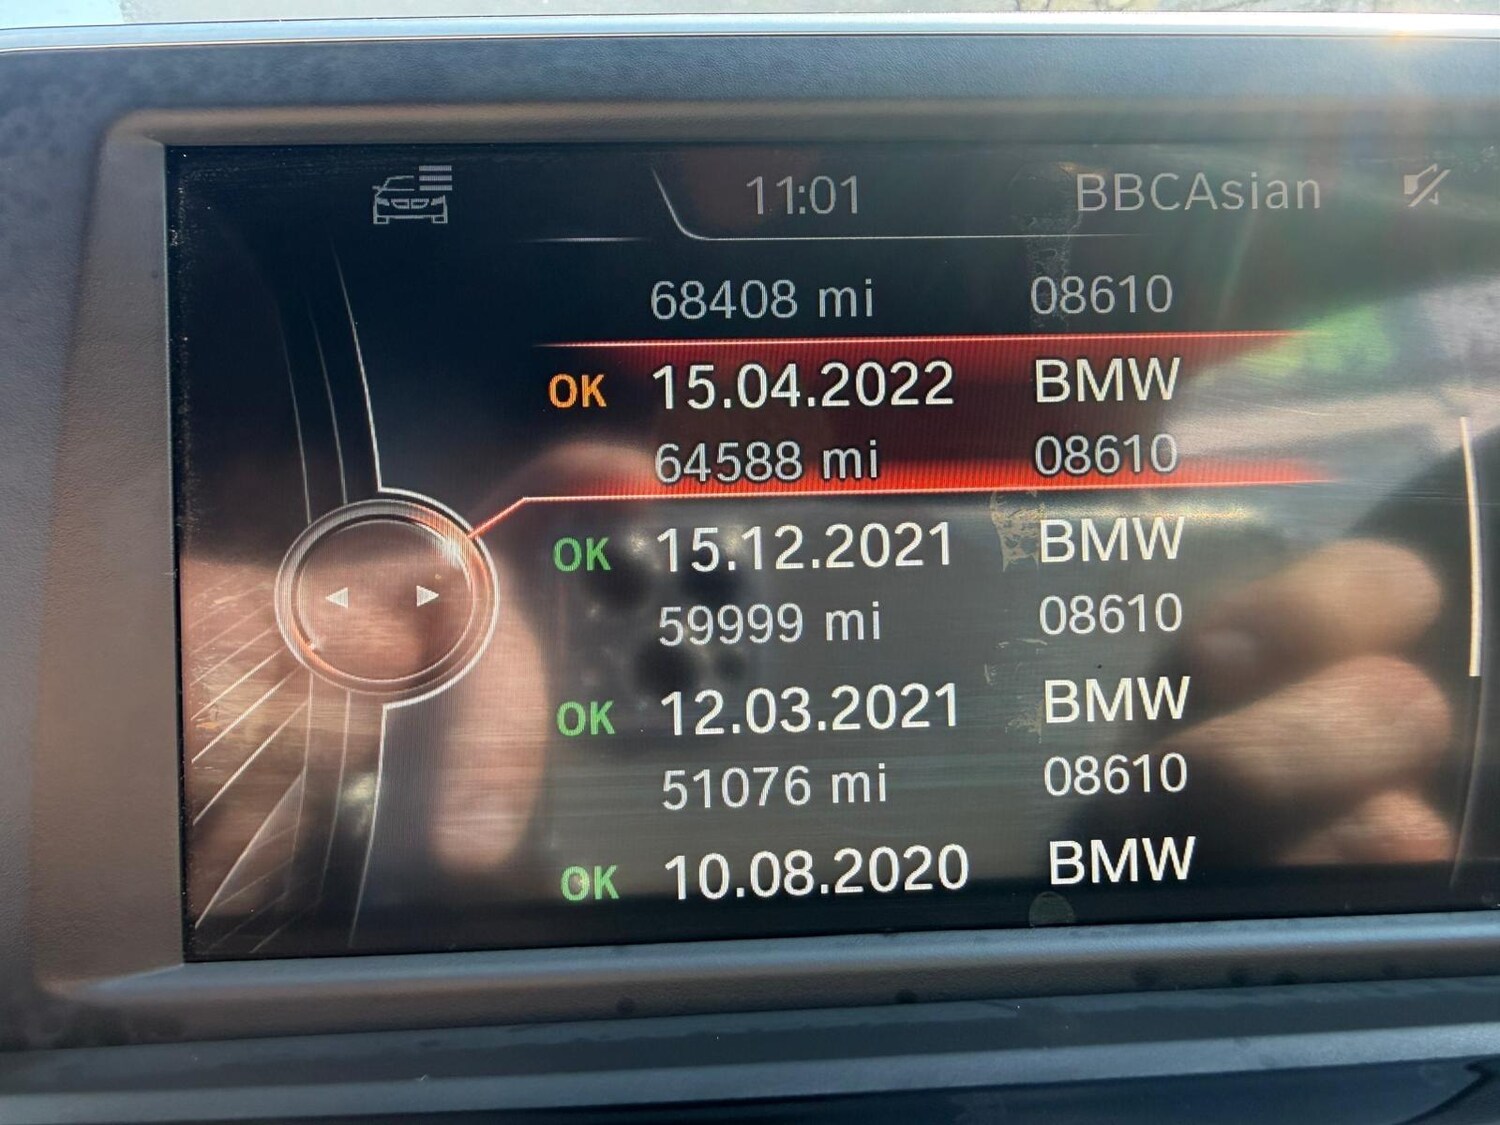 11:01 BBCAsian
68408 mi 08610
OK 15.04.2022 BMW
64588 mi 08610
OK 15.12.2021 BMW
59999 mi 08610
OK 12.03.2021 BMW
51076 mi 08610
OK 10.08.2020 BMW